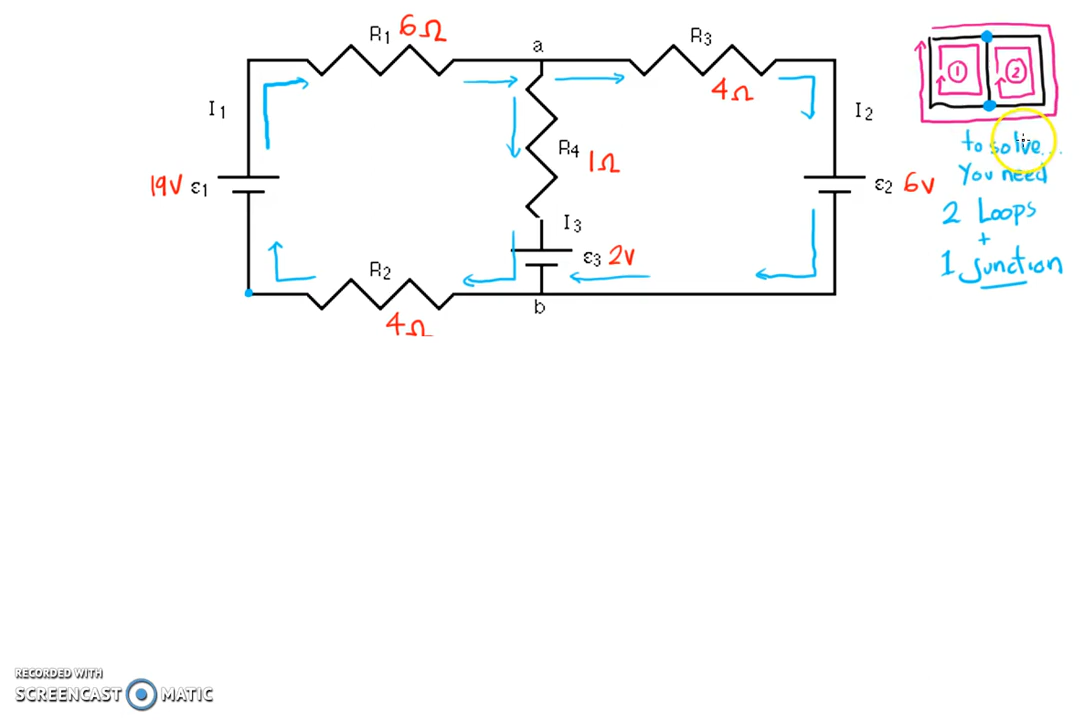 R1 6Ω
a
R3
4Ω
I1
I2
R4 1Ω
19V ε1
ε2 6V
I3
ε3 2V
R2
4Ω
b
1
2
to solve...
You need
2 Loops
+
1 Junction
RECORDED WITH
SCREENCAST MATIC